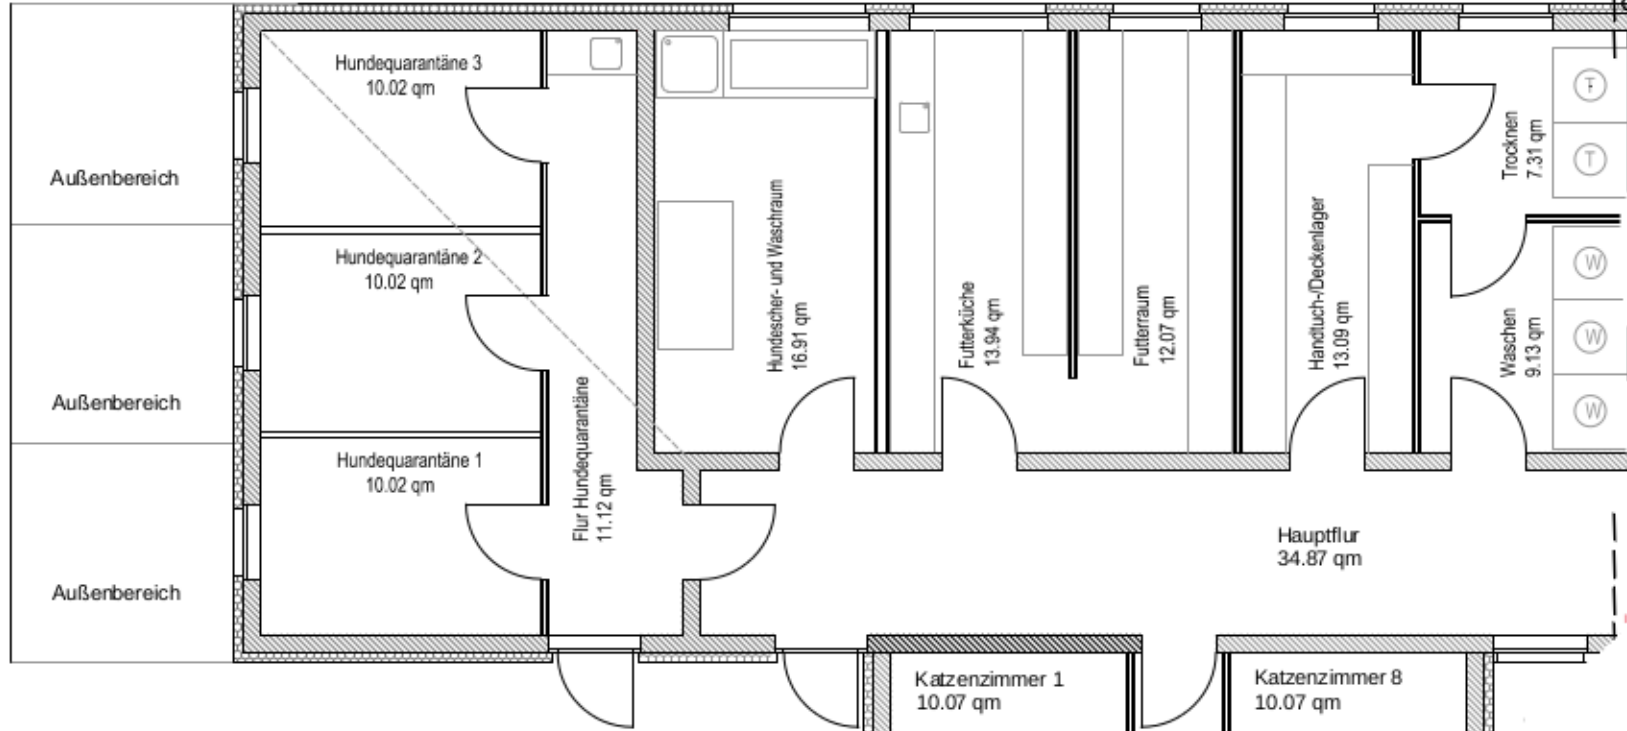 Hundequarantäne 3
10.02 qm
Außenbereich
Hundequarantäne 2
10.02 qm
Außenbereich
Hundequarantäne 1
10.02 qm
Außenbereich
Flur Hundequarantäne
11.12 qm
Hundescher- und Waschraum
16.91 qm
Futterküche
13.94 qm
Futterraum
12.07 qm
Handtuch-/Deckenlager
13.09 qm
Trocknen
7.31 qm
T
T
Waschen
9.13 qm
W
W
W
Hauptflur
34.87 qm
Katzenzimmer 1
10.07 qm
Katzenzimmer 8
10.07 qm